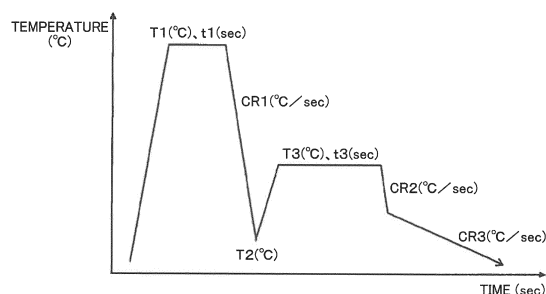 TEMPERATURE
(℃)
T1(℃)、t1(sec)
CR1(℃/sec)
T3(℃)、t3(sec)
CR2(℃/sec)
T2(℃)
CR3(℃/sec)
TIME (sec)